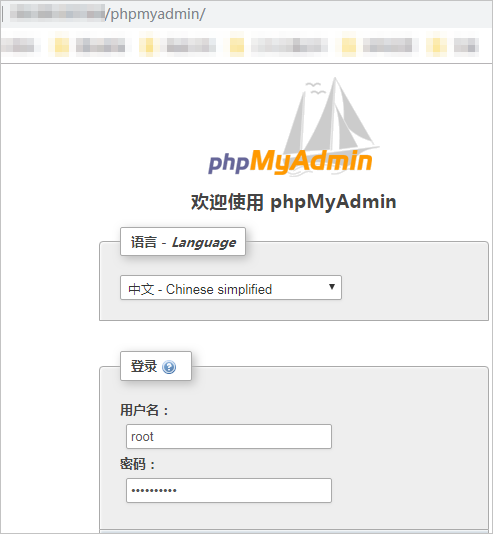 /phpmyadmin/
phpMyAdmin
欢迎使用 phpMyAdmin
语言 - Language
中文 - Chinese simplified
登录
用户名：
root
密码：
••••••••••